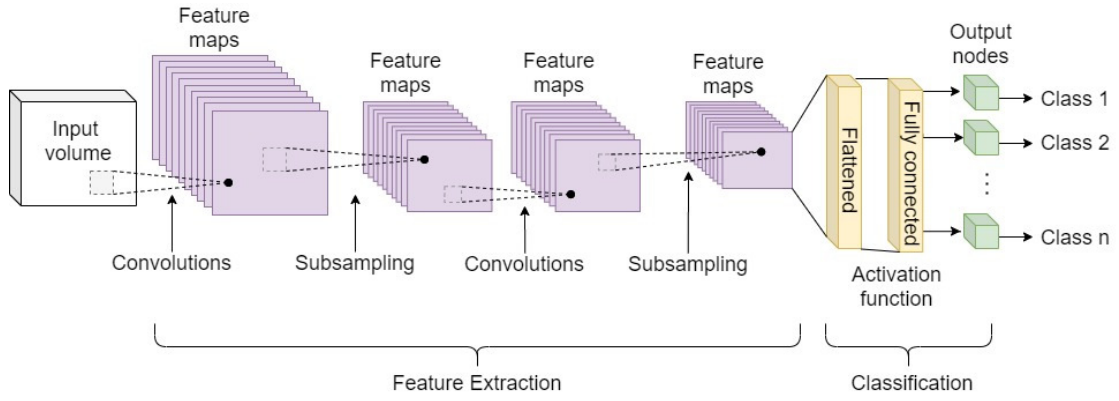 Feature
maps
Feature
maps
Feature
maps
Feature
maps
Output
nodes
Input
volume
Flattened
Fully connected
Class 1
Class 2
...
Class n
Convolutions
Subsampling
Convolutions
Subsampling
Activation
function
Feature Extraction
Classification